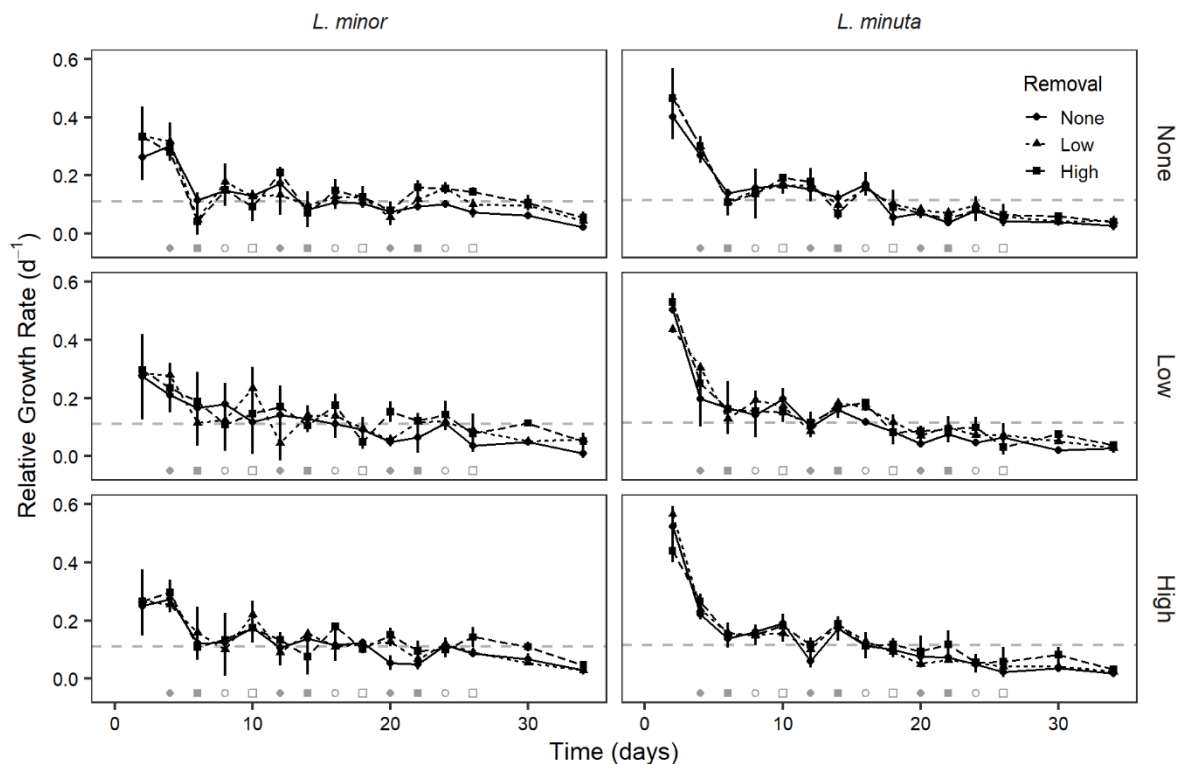 L. minor
L. minuta
Relative Growth Rate (d⁻¹)
0.6
0.4
0.2
0.0
Removal
None
Low
High
None
0.6
0.4
0.2
0.0
Low
0.6
0.4
0.2
0.0
High
0
10
20
30
0
10
20
30
Time (days)